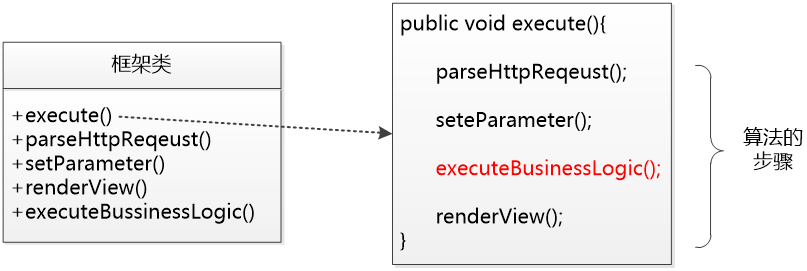 框架类
+execute()
+parseHttpReqeust()
+setParameter()
+renderView()
+executeBussinessLogic()
public void execute(){
parseHttpReqeust();
seteParameter();
executeBusinessLogic();
renderView();
}
算法的
步骤